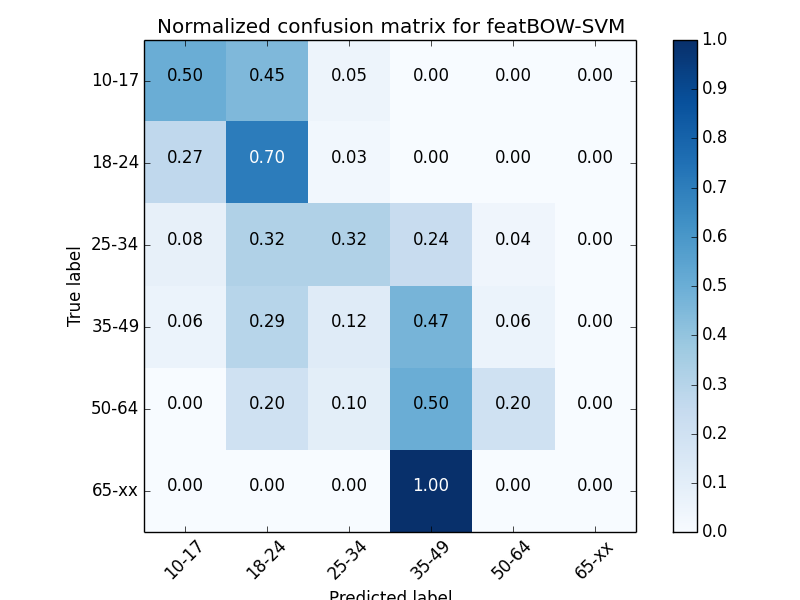 Normalized confusion matrix for featBOW-SVM
True label
10-17 0.50 0.45 0.05 0.00 0.00 0.00
18-24 0.27 0.70 0.03 0.00 0.00 0.00
25-34 0.08 0.32 0.32 0.24 0.04 0.00
35-49 0.06 0.29 0.12 0.47 0.06 0.00
50-64 0.00 0.20 0.10 0.50 0.20 0.00
65-xx 0.00 0.00 0.00 1.00 0.00 0.00
10-17 18-24 25-34 35-49 50-64 65-xx
Predicted label
1.0
0.9
0.8
0.7
0.6
0.5
0.4
0.3
0.2
0.1
0.0